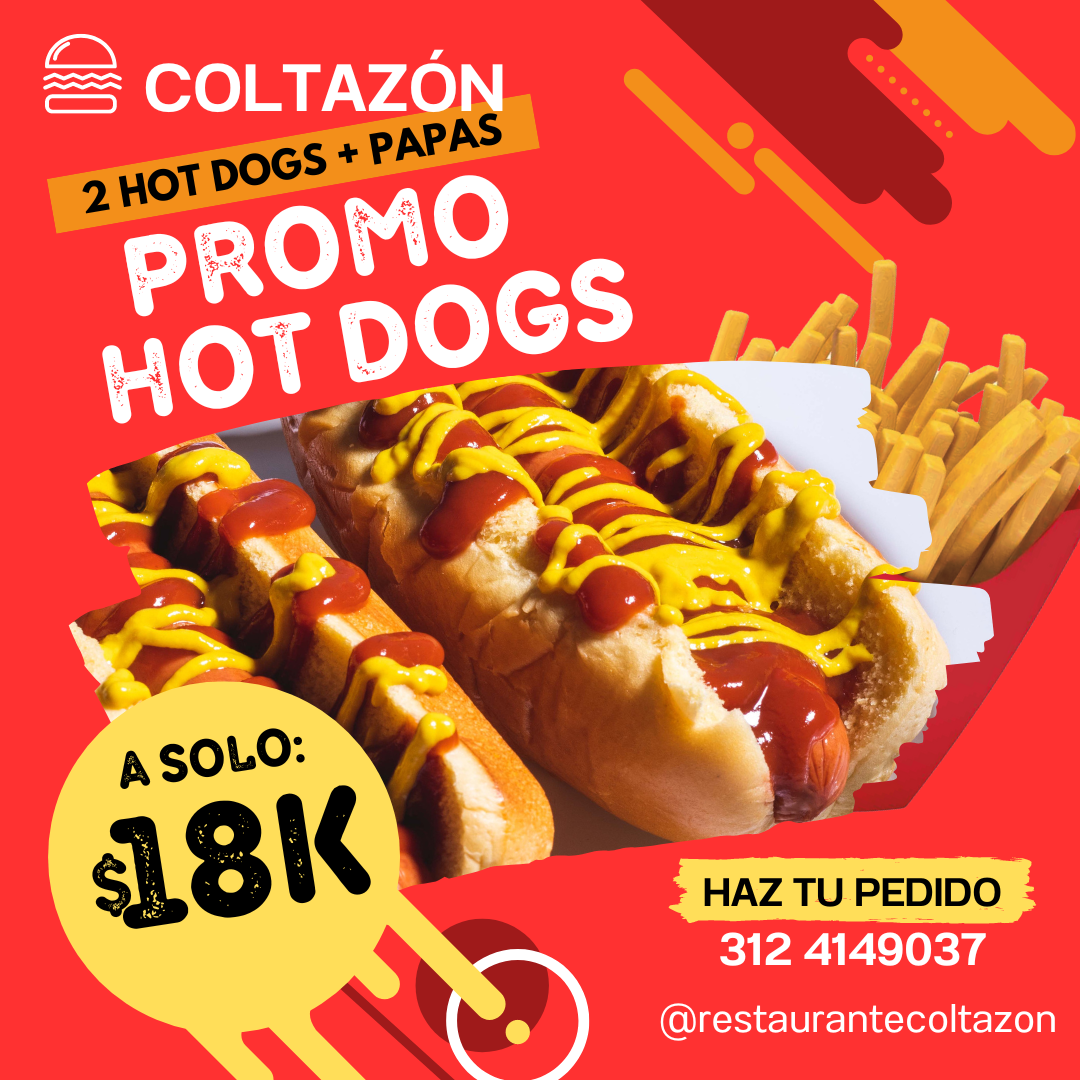 COLTAZÓN
2 HOT DOGS + PAPAS
PROMO
HOT DOGS
A SOLO:
$18K
HAZ TU PEDIDO
312 4149037
@restaurantecoltazon